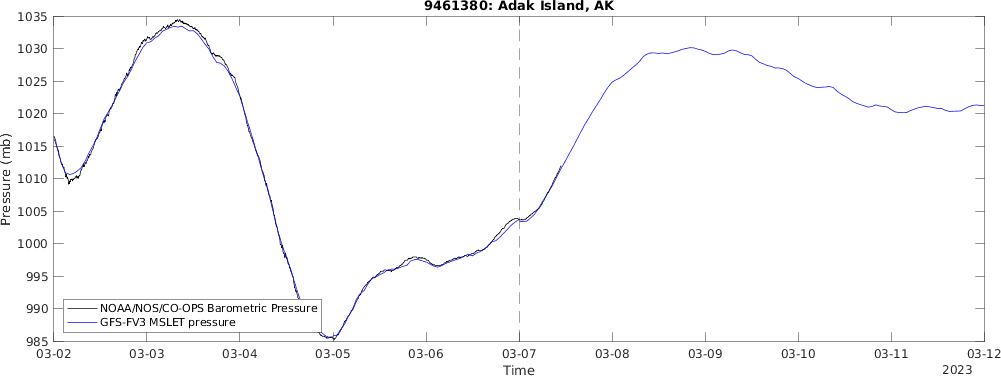 9461380: Adak Island, AK
Pressure (mb)
1035
1030
1025
1020
1015
1010
1005
1000
995
990
985
NOAA/NOS/CO-OPS Barometric Pressure
GFS-FV3 MSLET pressure
03-02 03-03 03-04 03-05 03-06 03-07 03-08 03-09 03-10 03-11 03-12
Time
2023